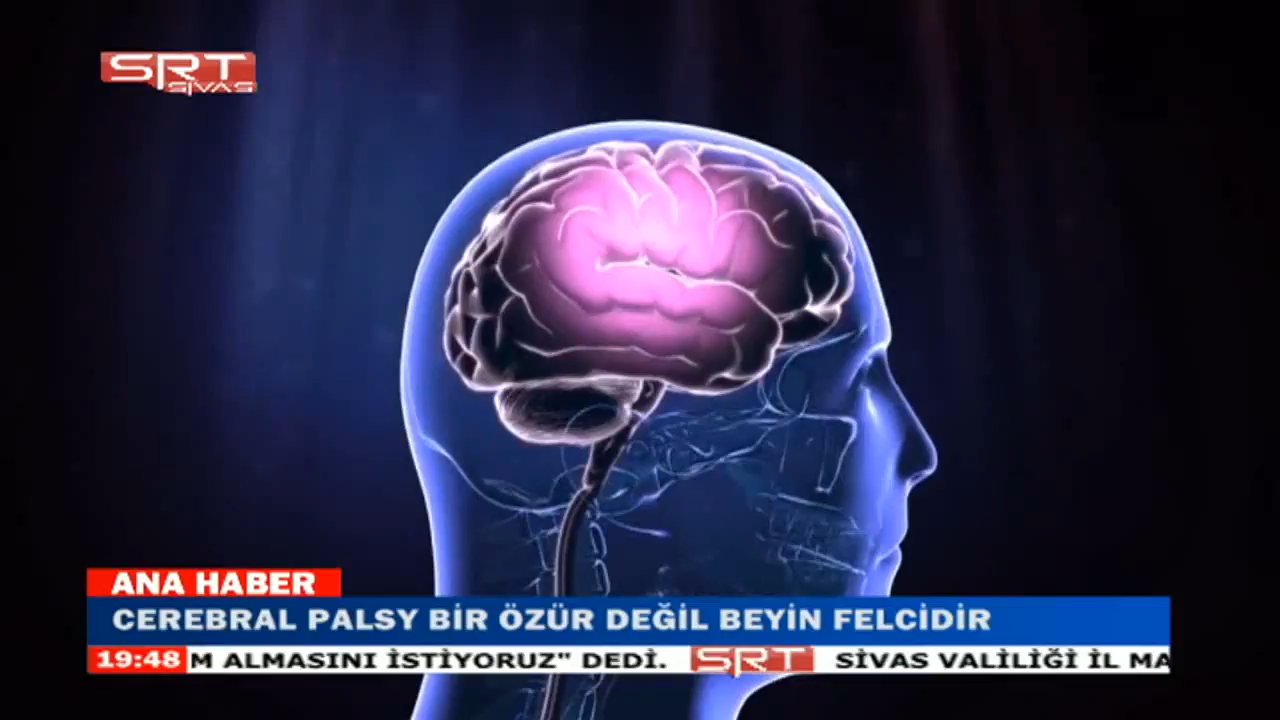 SRT
SİVAS
ANA HABER
CEREBRAL PALSY BİR ÖZÜR DEĞİL BEYİN FELCİDİR
19:48 M ALMASINI İSTİYORUZ" DEDİ. SRT SİVAS VALİLİĞİ İL MA